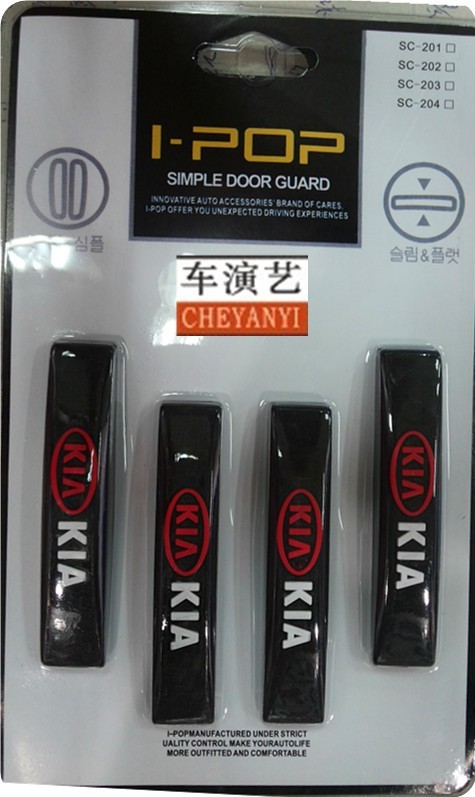 SC-201
SC-202
SC-203
SC-204
I-POP
SIMPLE DOOR GUARD
INNOVATIVE AUTO ACCESSORIES' BRAND OF CARES.
I-POP OFFER YOU UNEXPECTED DRIVING EXPERIENCES
심플
슬림&플랫
车演艺
CHEYANYI
KIA KIA
KIA KIA
KIA KIA
KIA KIA
I-POPMANUFACTURED UNDER STRICT
UALITY CONTROL MAKE YOURAUTOLIFE
MORE OUTFITTED AND COMFORTABLE